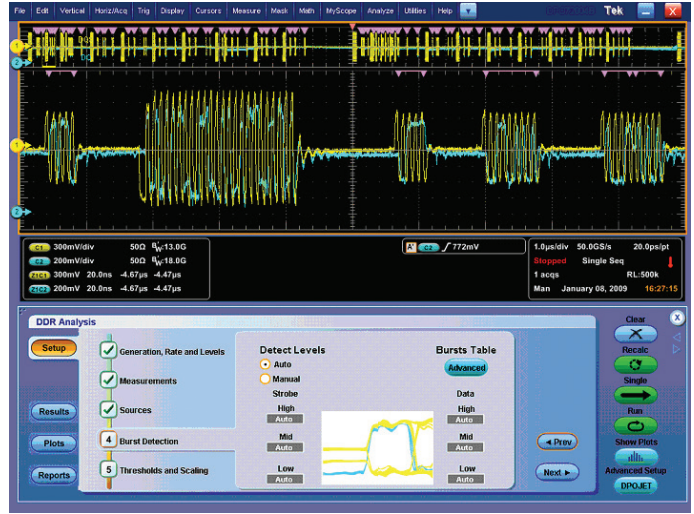 File Edit Vertical Horiz/Acq Trig Display Cursors Measure Mask Math MyScope Analyze Utilities Help Tek X
1
2
1
2
C1 300mV/div 50Ω BW:13.0G
C2 200mV/div 50Ω BW:18.0G
Z1C1 300mV 20.0ns -4.67µs -4.47µs
Z1C2 200mV 20.0ns -4.67µs -4.47µs
A' C2 772mV
1.0µs/div 50.0GS/s 20.0ps/pt
Stopped Single Seq
1 acqs RL:500k
Man January 08, 2009 16:27:15
DDR Analysis
Setup
Results
Plots
Reports
Generation, Rate and Levels
Measurements
Sources
4 Burst Detection
5 Thresholds and Scaling
Detect Levels
Auto
Manual
Strobe
High
Auto
Mid
Auto
Low
Auto
Bursts Table
Advanced
Data
High
Auto
Mid
Auto
Low
Auto
Prev
Next
Clear X
Recalc
Single
Run
Show Plots
Advanced Setup
DPOJET